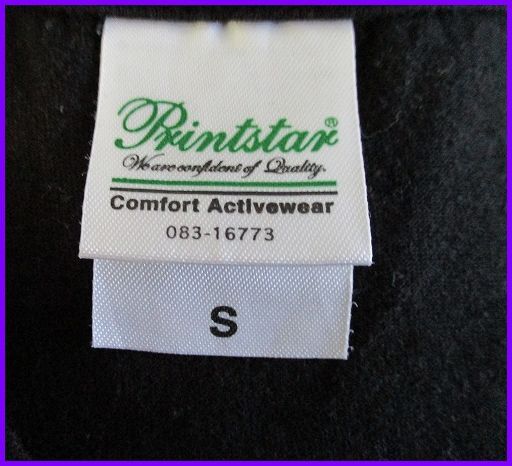 Printstar®
We are confident of Quality.
Comfort Activewear
083-16773
S